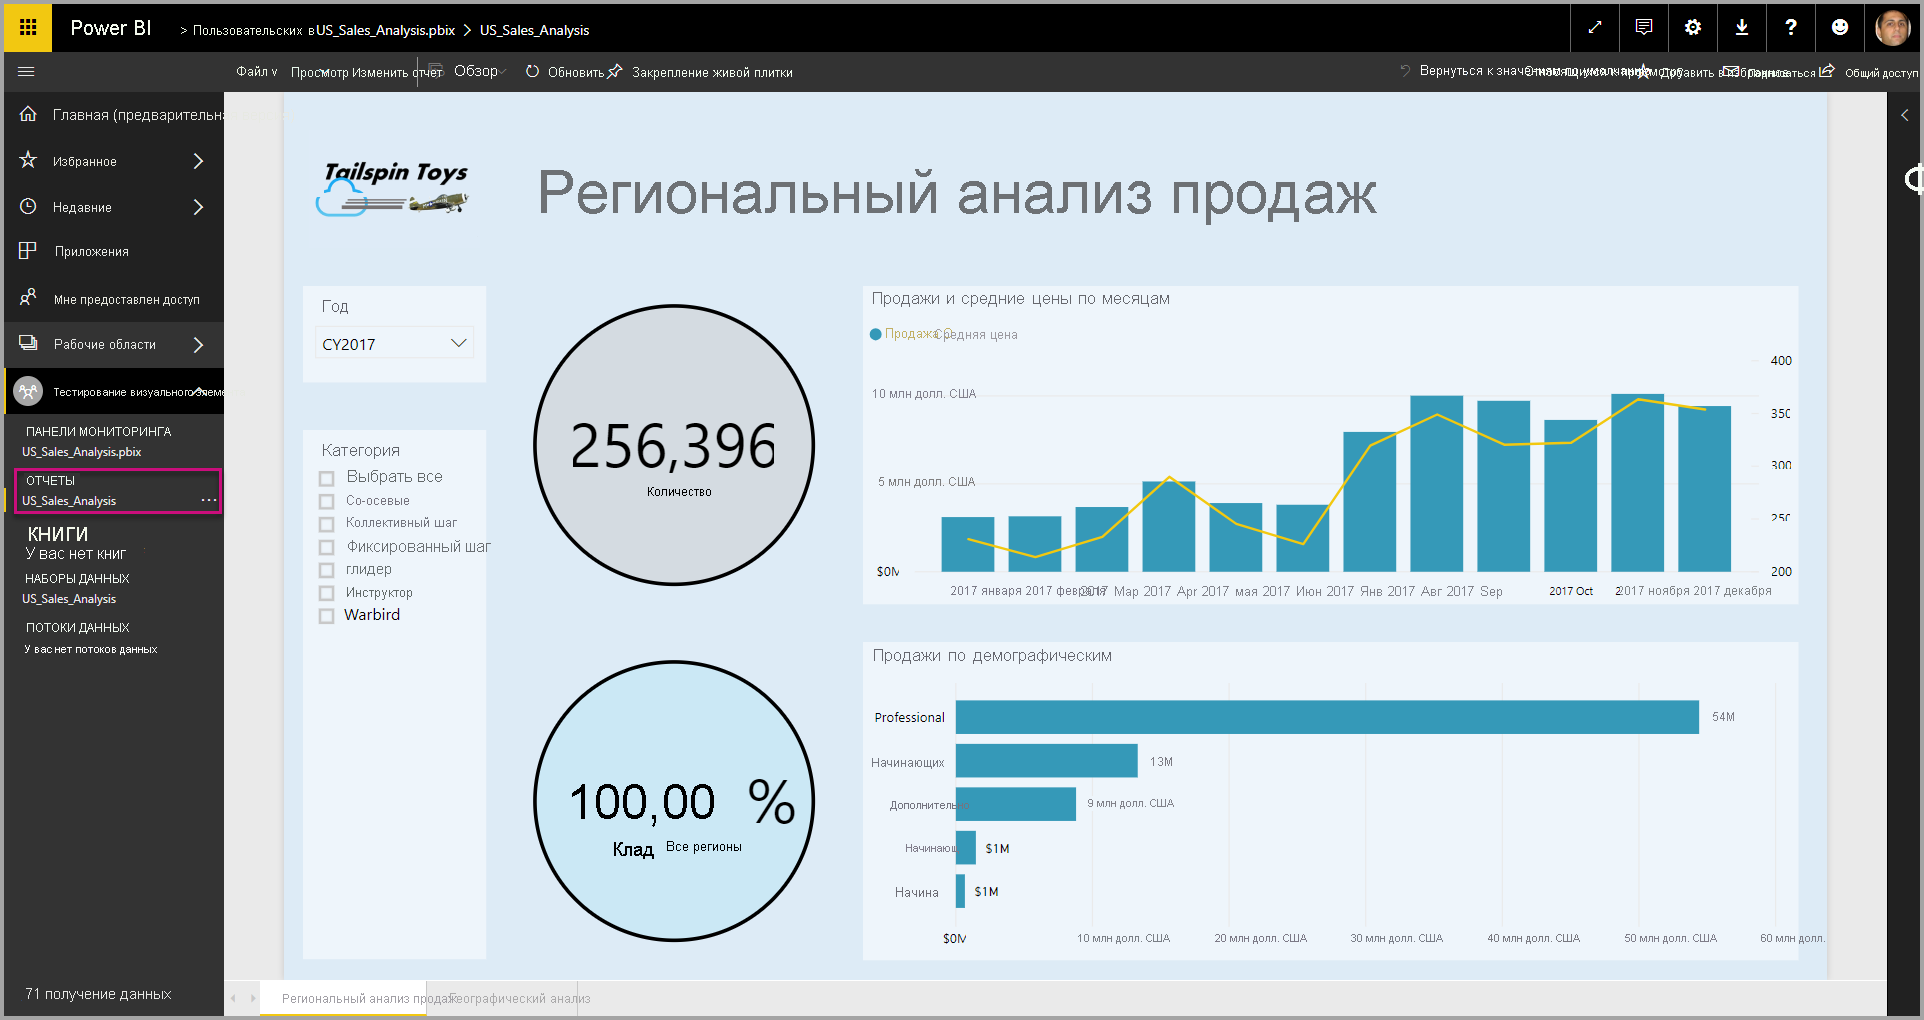 Power BI
> Пользовательских в US_Sales_Analysis.pbix > US_Sales_Analysis
Файл
Просмотр Изменить отчет
Обзор
Обновить
Закрепление живой плитки
Вернуться к значениям по умолчанию
Добавить в избранное
Общий доступ
Главная (предварительна
Избранное
Недавние
Приложения
Мне предоставлен доступ
Рабочие области
Тестирование визуального элеме
ПАНЕЛИ МОНИТОРИНГА
US_Sales_Analysis.pbix
ОТЧЕТЫ
US_Sales_Analysis
...
КНИГИ
У вас нет книг
НАБОРЫ ДАННЫХ
US_Sales_Analysis
ПОТОКИ ДАННЫХ
У вас нет потоков данных
71 получение данных
Tailspin Toys
Региональный анализ продаж
Год
CY2017
Категория
Выбрать все
Со-осевые
Коллективный шаг
Фиксированный шаг
глидер
Инструктор
Warbird
256,396
Количество
100,00 %
Клад Все регионы
Продажи и средние цены по месяцам
Продажа Средняя цена
10 млн долл. США
5 млн долл. США
$0M
400
350
300
250
200
2017 января 2017 февраля 2017 Мар 2017 Апр 2017 мая 2017 Июн 2017 Янв 2017 Авг 2017 Sep 2017 Oct 2017 ноября 2017 декабря
Продажи по демографическим
Professional 54M
Начинающих 13M
Дополнительно 9 млн долл. США
Начинающ $1M
Начина $1M
$0M 10 млн долл. США 20 млн долл. США 30 млн долл. США 40 млн долл. США 50 млн долл. США 60 млн долл.
Региональный анализ продаж
Географический анализ